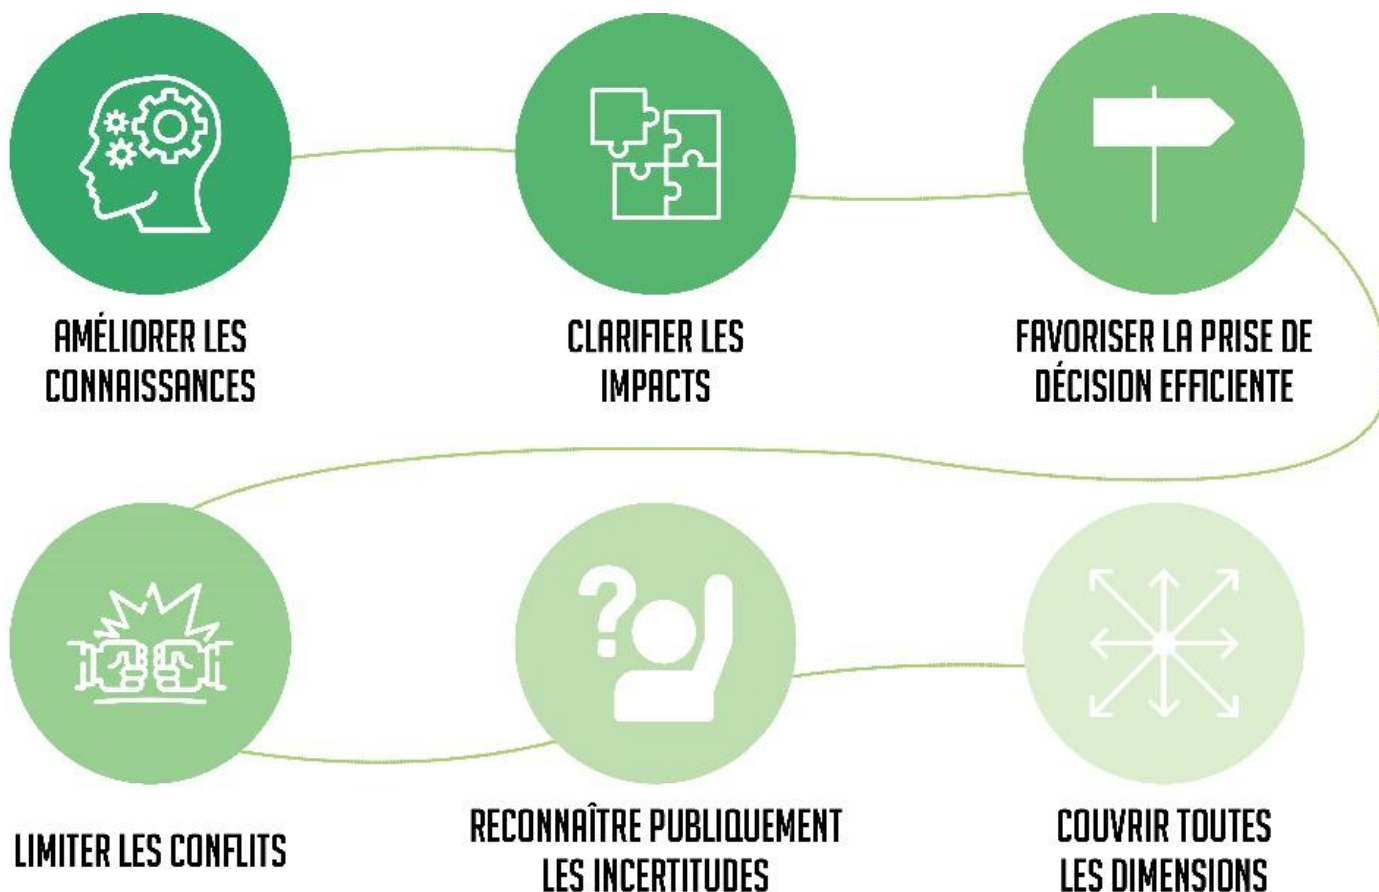 AMÉLIORER LES
CONNAISSANCES
CLARIFIER LES
IMPACTS
FAVORISER LA PRISE DE
DÉCISION EFFICIENTE
LIMITER LES CONFLITS
RECONNAÎTRE PUBLIQUEMENT
LES INCERTITUDES
COUVRIR TOUTES
LES DIMENSIONS